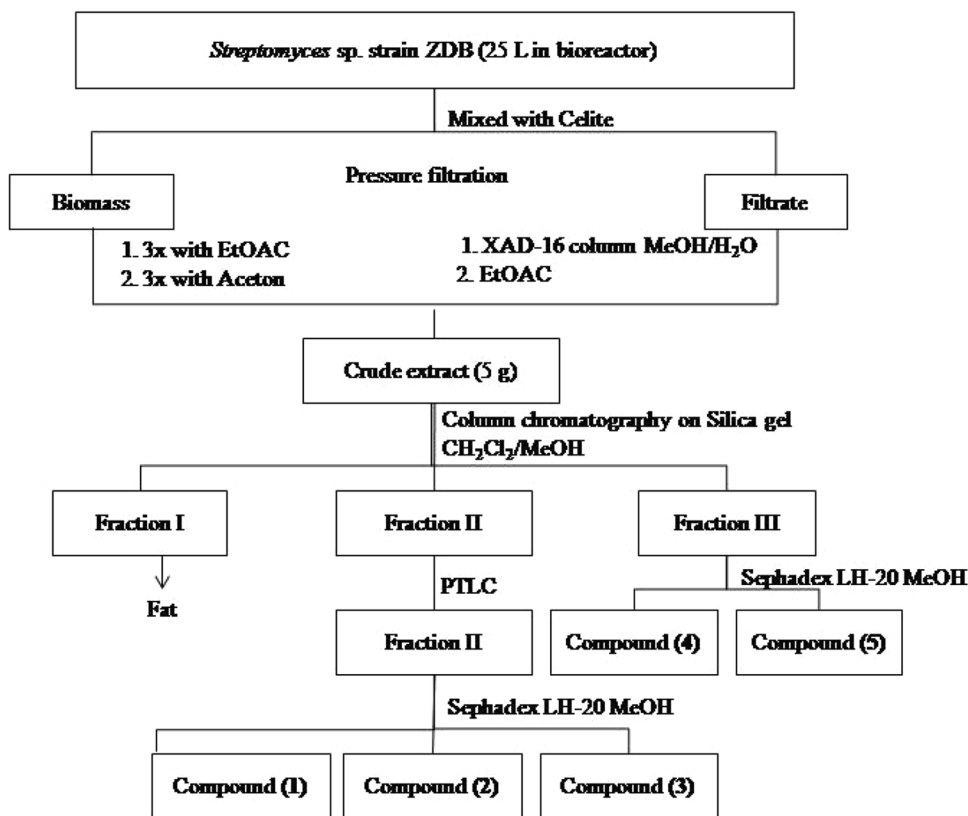 Streptomyces sp. strain ZDB (25 L in bioreactor)
Mixed with Celite
Pressure filtration
Biomass
Filtrate
1. 3x with EtOAC
2. 3x with Aceton
1. XAD-16 column MeOH/H₂O
2. EtOAC
Crude extract (5 g)
Column chromatography on Silica gel
CH₂Cl₂/MeOH
Fraction I
Fraction II
Fraction III
Fat
PTLC
Sephadex LH-20 MeOH
Fraction II
Compound (4)
Compound (5)
Sephadex LH-20 MeOH
Compound (1)
Compound (2)
Compound (3)